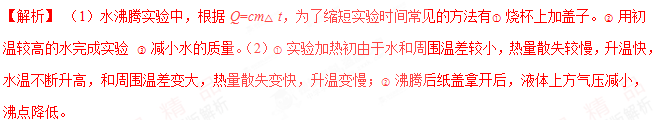 【解析】（1）水沸腾实验中，根据 Q=cm△ t，为了缩短实验时间常见的方法有① 烧杯上加盖子。② 用初
温较高的水完成实验 ③ 减小水的质量。（2）① 实验加热初由于水和周围温差较小，热量散失较慢，升温快，
水温不断升高，和周围温差变大，热量散失变快，升温变慢；② 沸腾后纸盖拿开后，液体上方气压减小，
沸点降低。